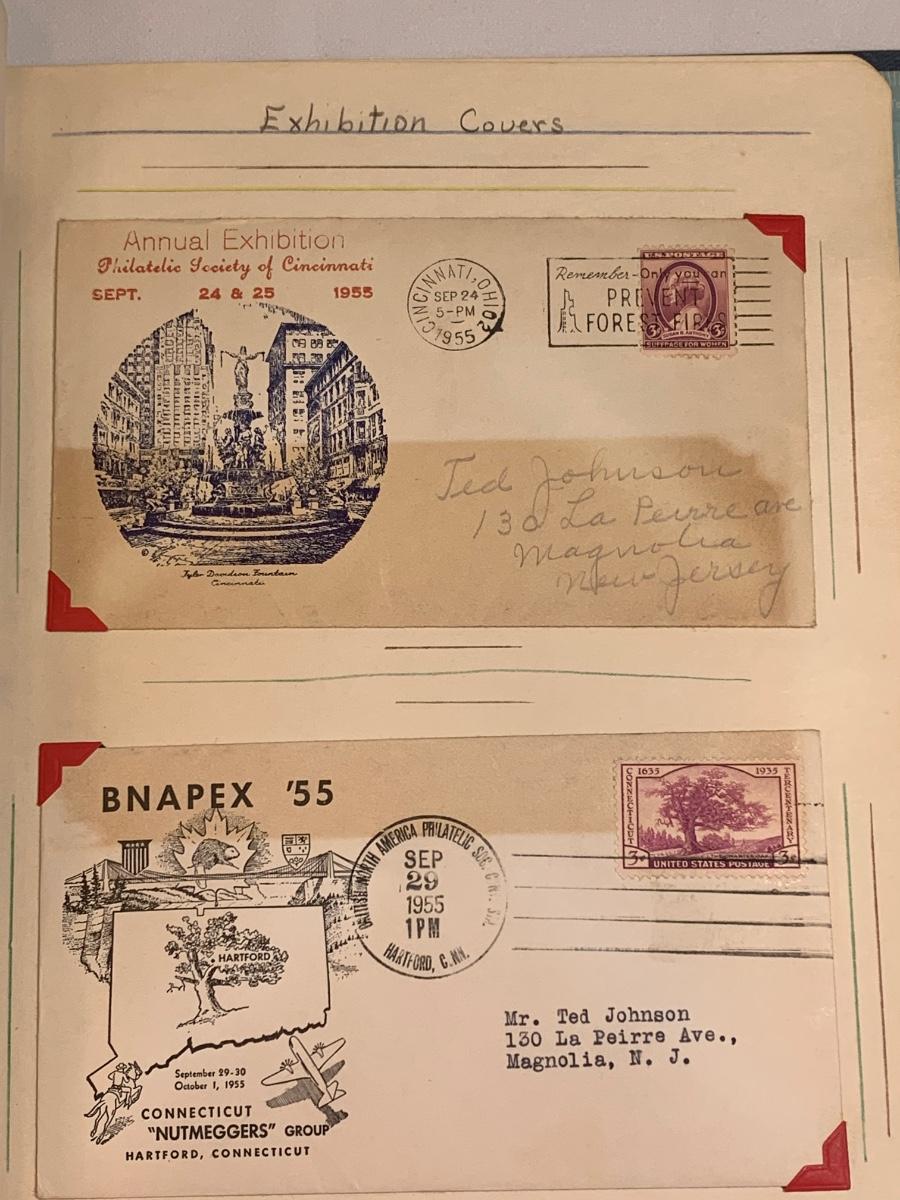 Exhibition Covers
Annual Exhibition
Philatelic Society of Cincinnati
SEPT. 24 & 25 1955
CINCINNATI, OHIO
SEP 24
5-PM
1955
Remember-Only you can
PREVENT
FOREST FIRES
U.S. POSTAGE
3¢ 3¢
SUSAN B. ANTHONY
SUFFRAGE FOR WOMEN
Ted Johnson
130 La Peirre ave
Magnolia
New Jersey
©
Tyler Davidson Fountain
Cincinnati
BNAPEX '55
BRITISH NORTH AMERICA PHILATELIC SOC.
SEP
29
1955
1 PM
HARTFORD, CONN.
1635 1935
CONNECTICUT
TERCENTENARY
3¢ 3¢
UNITED STATES POSTAGE
HARTFORD
Mr. Ted Johnson
130 La Peirre Ave.,
Magnolia, N. J.
September 29-30
October 1, 1955
CONNECTICUT
"NUTMEGGERS" GROUP
HARTFORD, CONNECTICUT